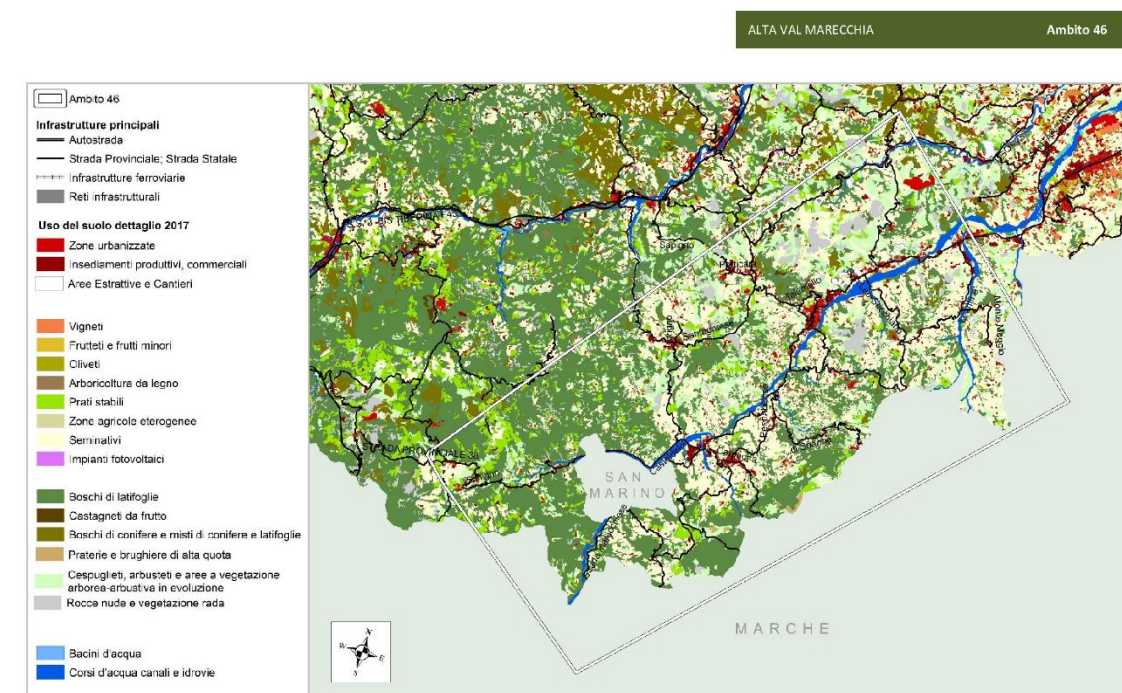 ALTA VAL MARECCHIA Ambito 46
Ambito 46
Infrastrutture principali
Autostrada
Strada Provinciale; Strada Statale
Infrastrutture ferroviarie
Reti infrastrutturali
Uso del suolo dettaglio 2017
Zone urbanizzate
Insediamenti produttivi, commerciali
Aree Estrattive e Cantieri
Vigneti
Frutteti e frutti minori
Oliveti
Arboricoltura da legno
Prati stabili
Zone agricole eterogenee
Seminativi
Impianti fotovoltaici
Boschi di latifoglie
Castagneti da frutto
Boschi di conifere e misti di conifere e latifoglie
Praterie e brughiere di alta quota
Cespuglieti, arbusteti e aree a vegetazione
arborea-arbustiva in evoluzione
Rocce nude e vegetazione rada
Bacini d'acqua
Corsi d'acqua canali e idrovie
STRADA PROVINCIALE
SAN
MARINO
MARCHE
N
W
E
S